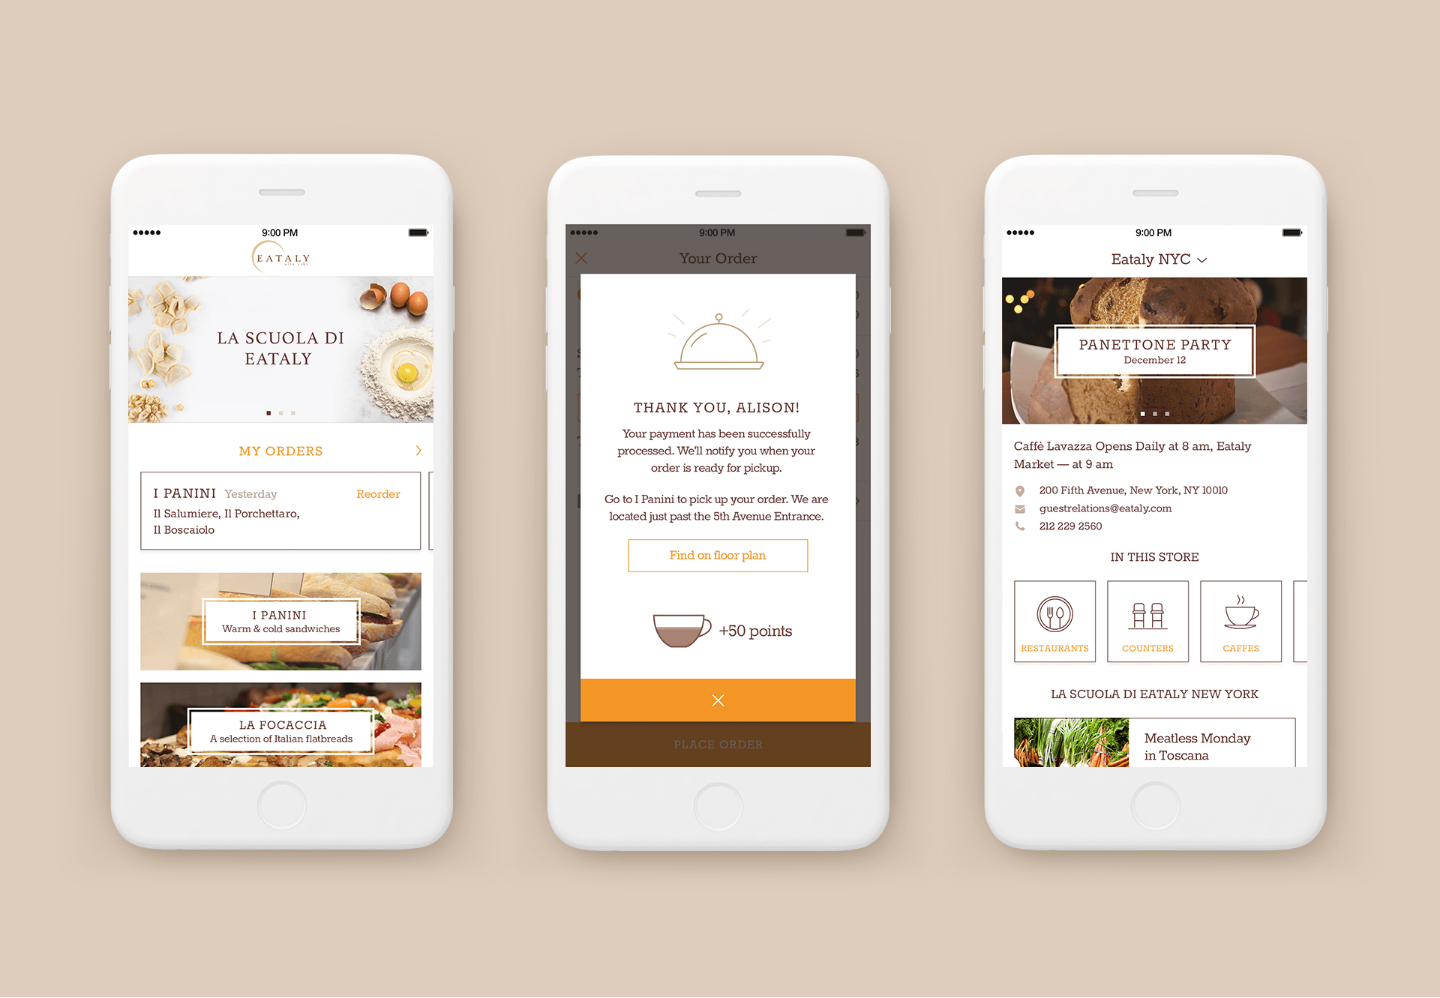 9:00 PM
EATALY
LA SCUOLA DI
EATALY
MY ORDERS
I PANINI Yesterday Reorder
Il Salumiere, Il Porchettaro,
Il Boscaiolo
I PANINI
Warm & cold sandwiches
LA FOCACCIA
A selection of Italian flatbreads
9:00 PM
Your Order
THANK YOU, ALISON!
Your payment has been successfully
processed. We'll notify you when your
order is ready for pickup.
Go to I Panini to pick up your order. We are
located just past the 5th Avenue Entrance.
Find on floor plan
+50 points
PLACE ORDER
9:00 PM
Eataly NYC
PANETTONE PARTY
December 12
Caffè Lavazza Opens Daily at 8 am, Eataly
Market — at 9 am
200 Fifth Avenue, New York, NY 10010
guestrelations@eataly.com
212 229 2560
IN THIS STORE
RESTAURANTS COUNTERS CAFFES
LA SCUOLA DI EATALY NEW YORK
Meatless Monday
in Toscana